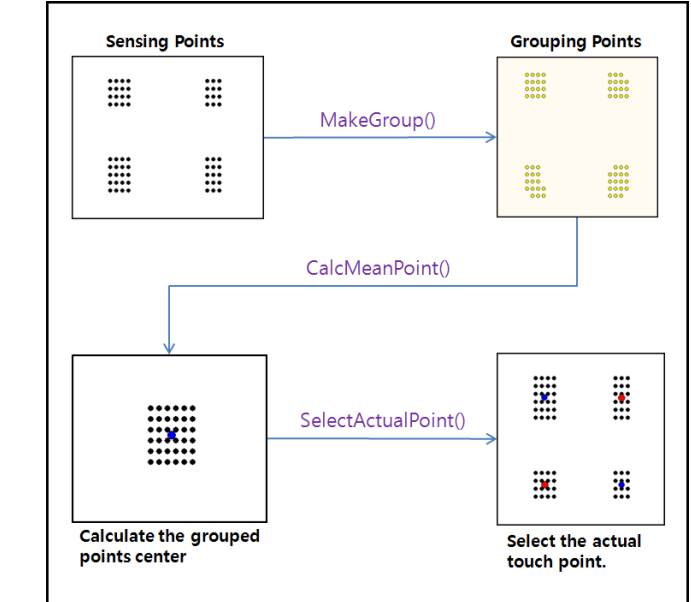 Sensing Points
Grouping Points
MakeGroup()
CalcMeanPoint()
SelectActualPoint()
Calculate the grouped
points center
Select the actual
touch point.